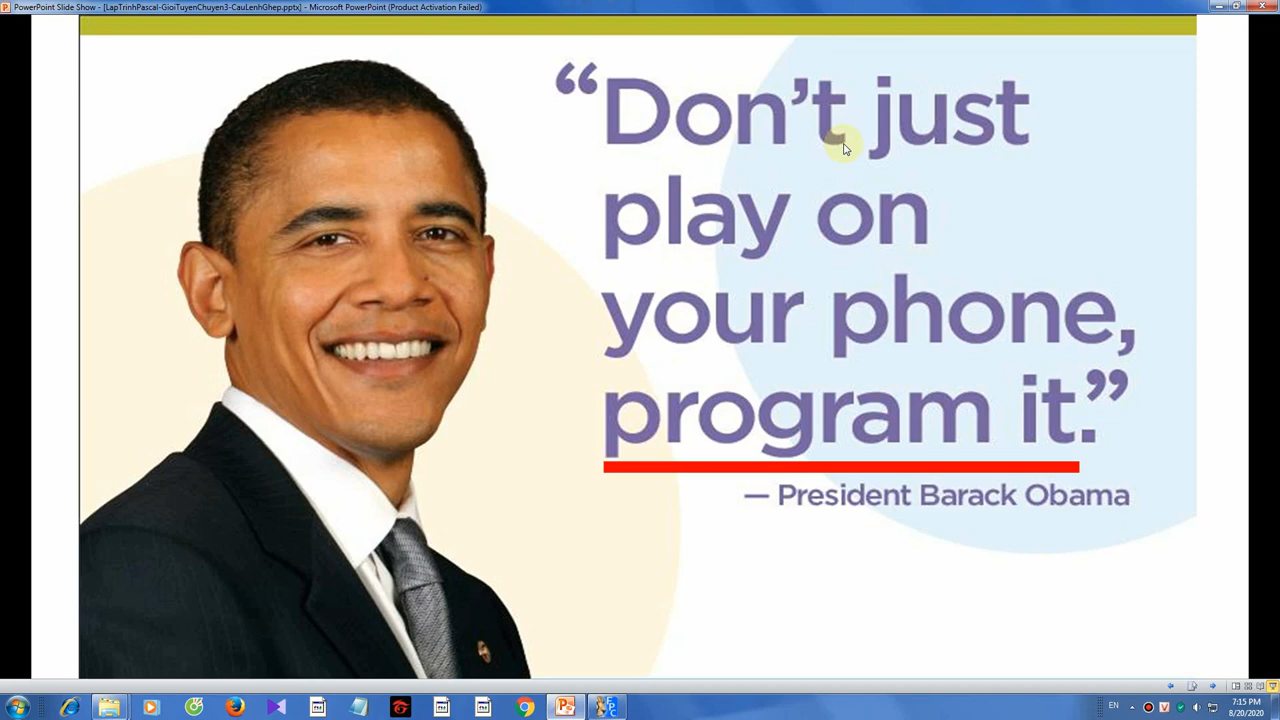 PowerPoint Slide Show - [LapTrinhPascal-GioiTuyenChuyen3-CauLenhGhep.pptx] - Microsoft PowerPoint (Product Activation Failed)
“Don’t just
play on
your phone,
program it.”
— President Barack Obama
EN
7:15 PM
8/20/2020